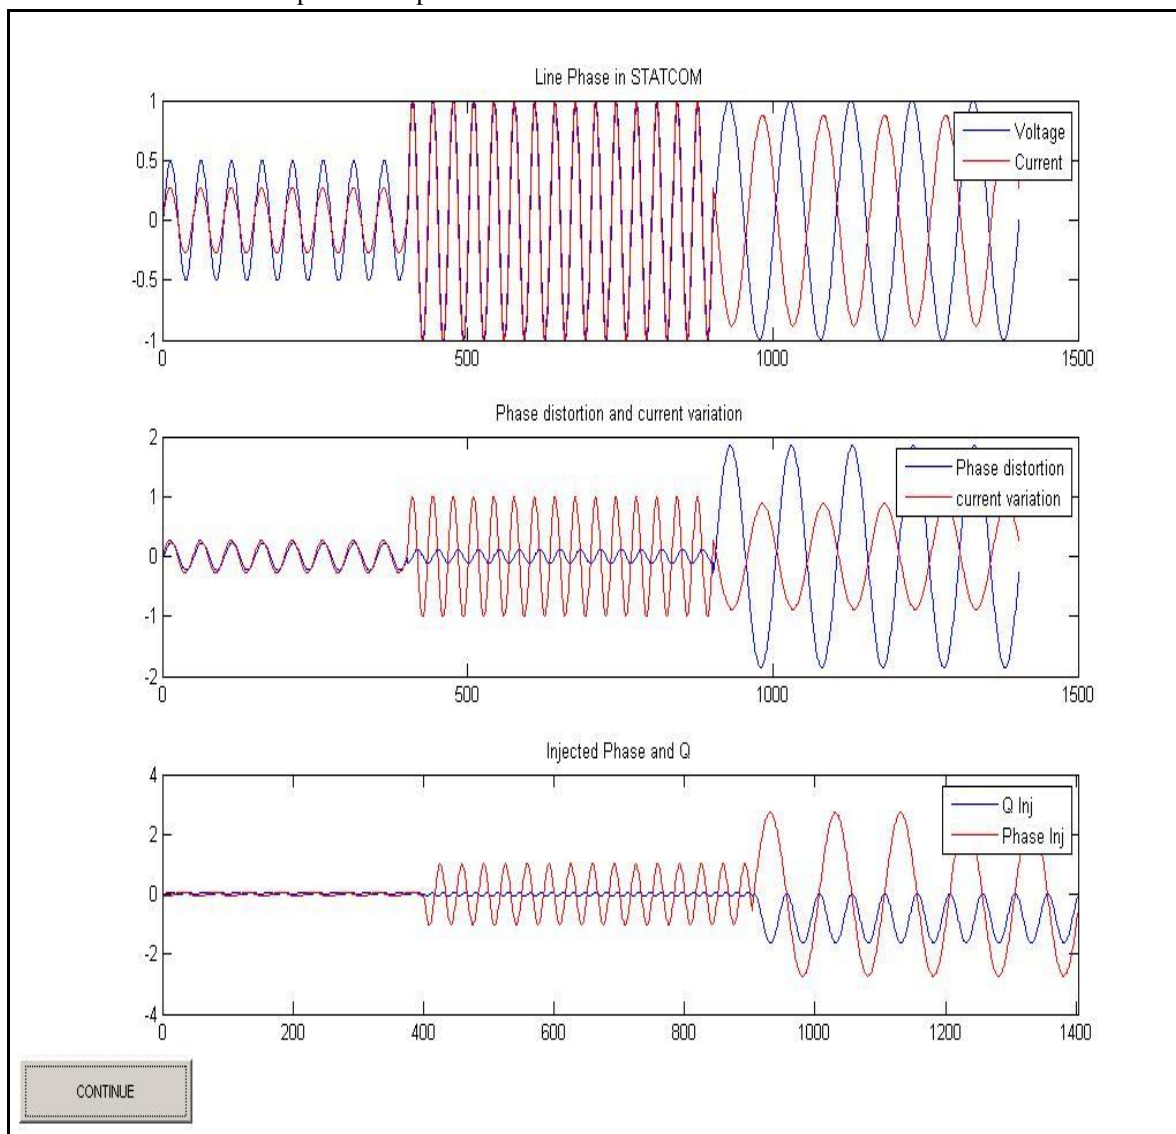 Line Phase in STATCOM
1
0.5
0
-0.5
-1
Voltage
Current
0 500 1000 1500
Phase distortion and current variation
2
1
0
-1
-2
Phase distortion
current variation
0 500 1000 1500
Injected Phase and Q
4
2
0
-2
-4
Q Inj
Phase Inj
0 200 400 600 800 1000 1200 1400
CONTINUE